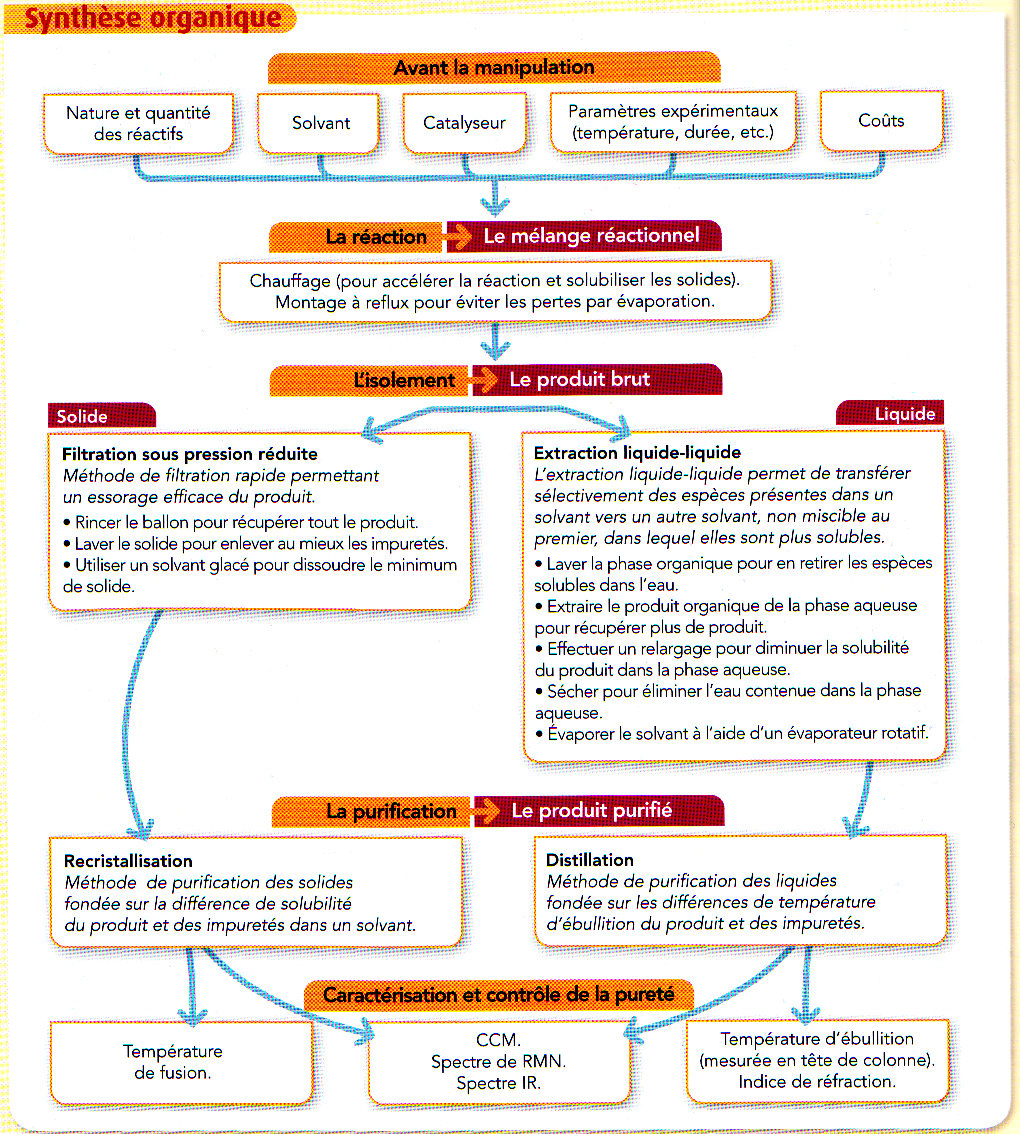 Synthèse organique
Avant la manipulation
Nature et quantité
des réactifs
Solvant
Catalyseur
Paramètres expérimentaux
(température, durée, etc.)
Coûts
La réaction → Le mélange réactionnel
Chauffage (pour accélérer la réaction et solubiliser les solides).
Montage à reflux pour éviter les pertes par évaporation.
L'isolement → Le produit brut
Solide
Filtration sous pression réduite
Méthode de filtration rapide permettant
un essorage efficace du produit.
• Rincer le ballon pour récupérer tout le produit.
• Laver le solide pour enlever au mieux les impuretés.
• Utiliser un solvant glacé pour dissoudre le minimum
de solide.
Liquide
Extraction liquide-liquide
L'extraction liquide-liquide permet de transférer
sélectivement des espèces présentes dans un
solvant vers un autre solvant, non miscible au
premier, dans lequel elles sont plus solubles.
• Laver la phase organique pour en retirer les espèces
solubles dans l'eau.
• Extraire le produit organique de la phase aqueuse
pour récupérer plus de produit.
• Effectuer un relargage pour diminuer la solubilité
du produit dans la phase aqueuse.
• Sécher pour éliminer l'eau contenue dans la phase
aqueuse.
• Évaporer le solvant à l'aide d'un évaporateur rotatif.
La purification → Le produit purifié
Recristallisation
Méthode de purification des solides
fondée sur la différence de solubilité
du produit et des impuretés dans un solvant.
Distillation
Méthode de purification des liquides
fondée sur les différences de température
d'ébullition du produit et des impuretés.
Caractérisation et contrôle de la pureté
Température
de fusion.
CCM.
Spectre de RMN.
Spectre IR.
Température d'ébullition
(mesurée en tête de colonne).
Indice de réfraction.